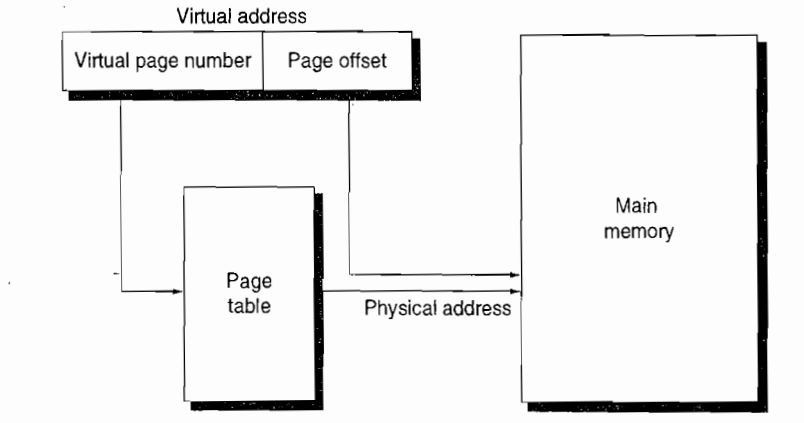 Virtual address
Virtual page number
Page offset
Main
memory
Page
table
Physical address